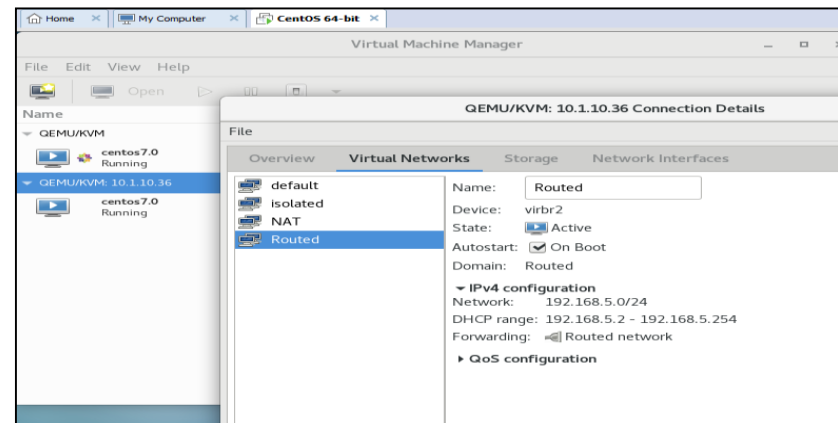 Home My Computer CentOS 64-bit
Virtual Machine Manager
File Edit View Help
Open
Name
QEMU/KVM
centos7.0
Running
QEMU/KVM: 10.1.10.36
centos7.0
Running
QEMU/KVM: 10.1.10.36 Connection Details
File
Overview Virtual Networks Storage Network Interfaces
default
isolated
NAT
Routed
Name: Routed
Device: virbr2
State: Active
Autostart: On Boot
Domain: Routed
IPv4 configuration
Network: 192.168.5.0/24
DHCP range: 192.168.5.2 - 192.168.5.254
Forwarding: Routed network
QoS configuration